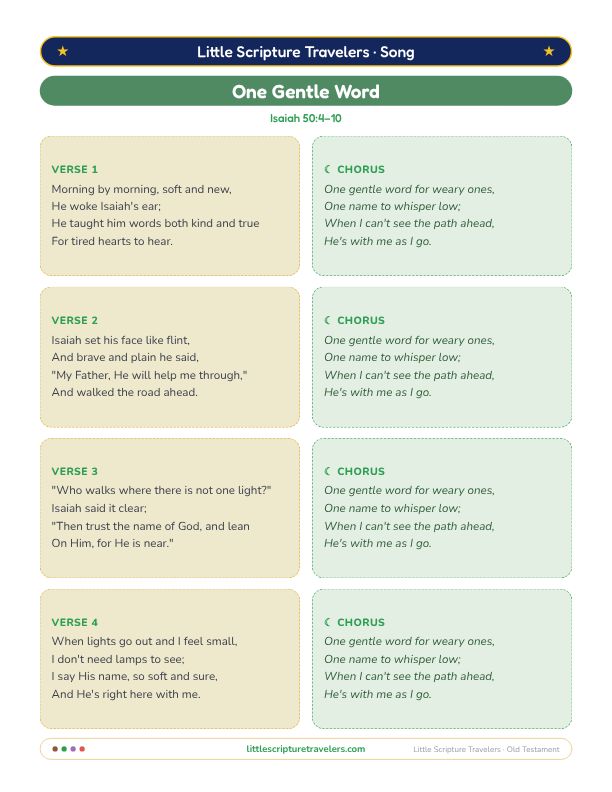 Little Scripture Travelers · Song
One Gentle Word
Isaiah 50:4–10
VERSE 1
Morning by morning, soft and new,
He woke Isaiah's ear;
He taught him words both kind and true
For tired hearts to hear.
CHORUS
One gentle word for weary ones,
One name to whisper low;
When I can't see the path ahead,
He's with me as I go.
VERSE 2
Isaiah set his face like flint,
And brave and plain he said,
"My Father, He will help me through,"
And walked the road ahead.
CHORUS
One gentle word for weary ones,
One name to whisper low;
When I can't see the path ahead,
He's with me as I go.
VERSE 3
"Who walks where there is not one light?"
Isaiah said it clear;
"Then trust the name of God, and lean
On Him, for He is near."
CHORUS
One gentle word for weary ones,
One name to whisper low;
When I can't see the path ahead,
He's with me as I go.
VERSE 4
When lights go out and I feel small,
I don't need lamps to see;
I say His name, so soft and sure,
And He's right here with me.
CHORUS
One gentle word for weary ones,
One name to whisper low;
When I can't see the path ahead,
He's with me as I go.
littlescripturetravelers.com
Little Scripture Travelers · Old Testament